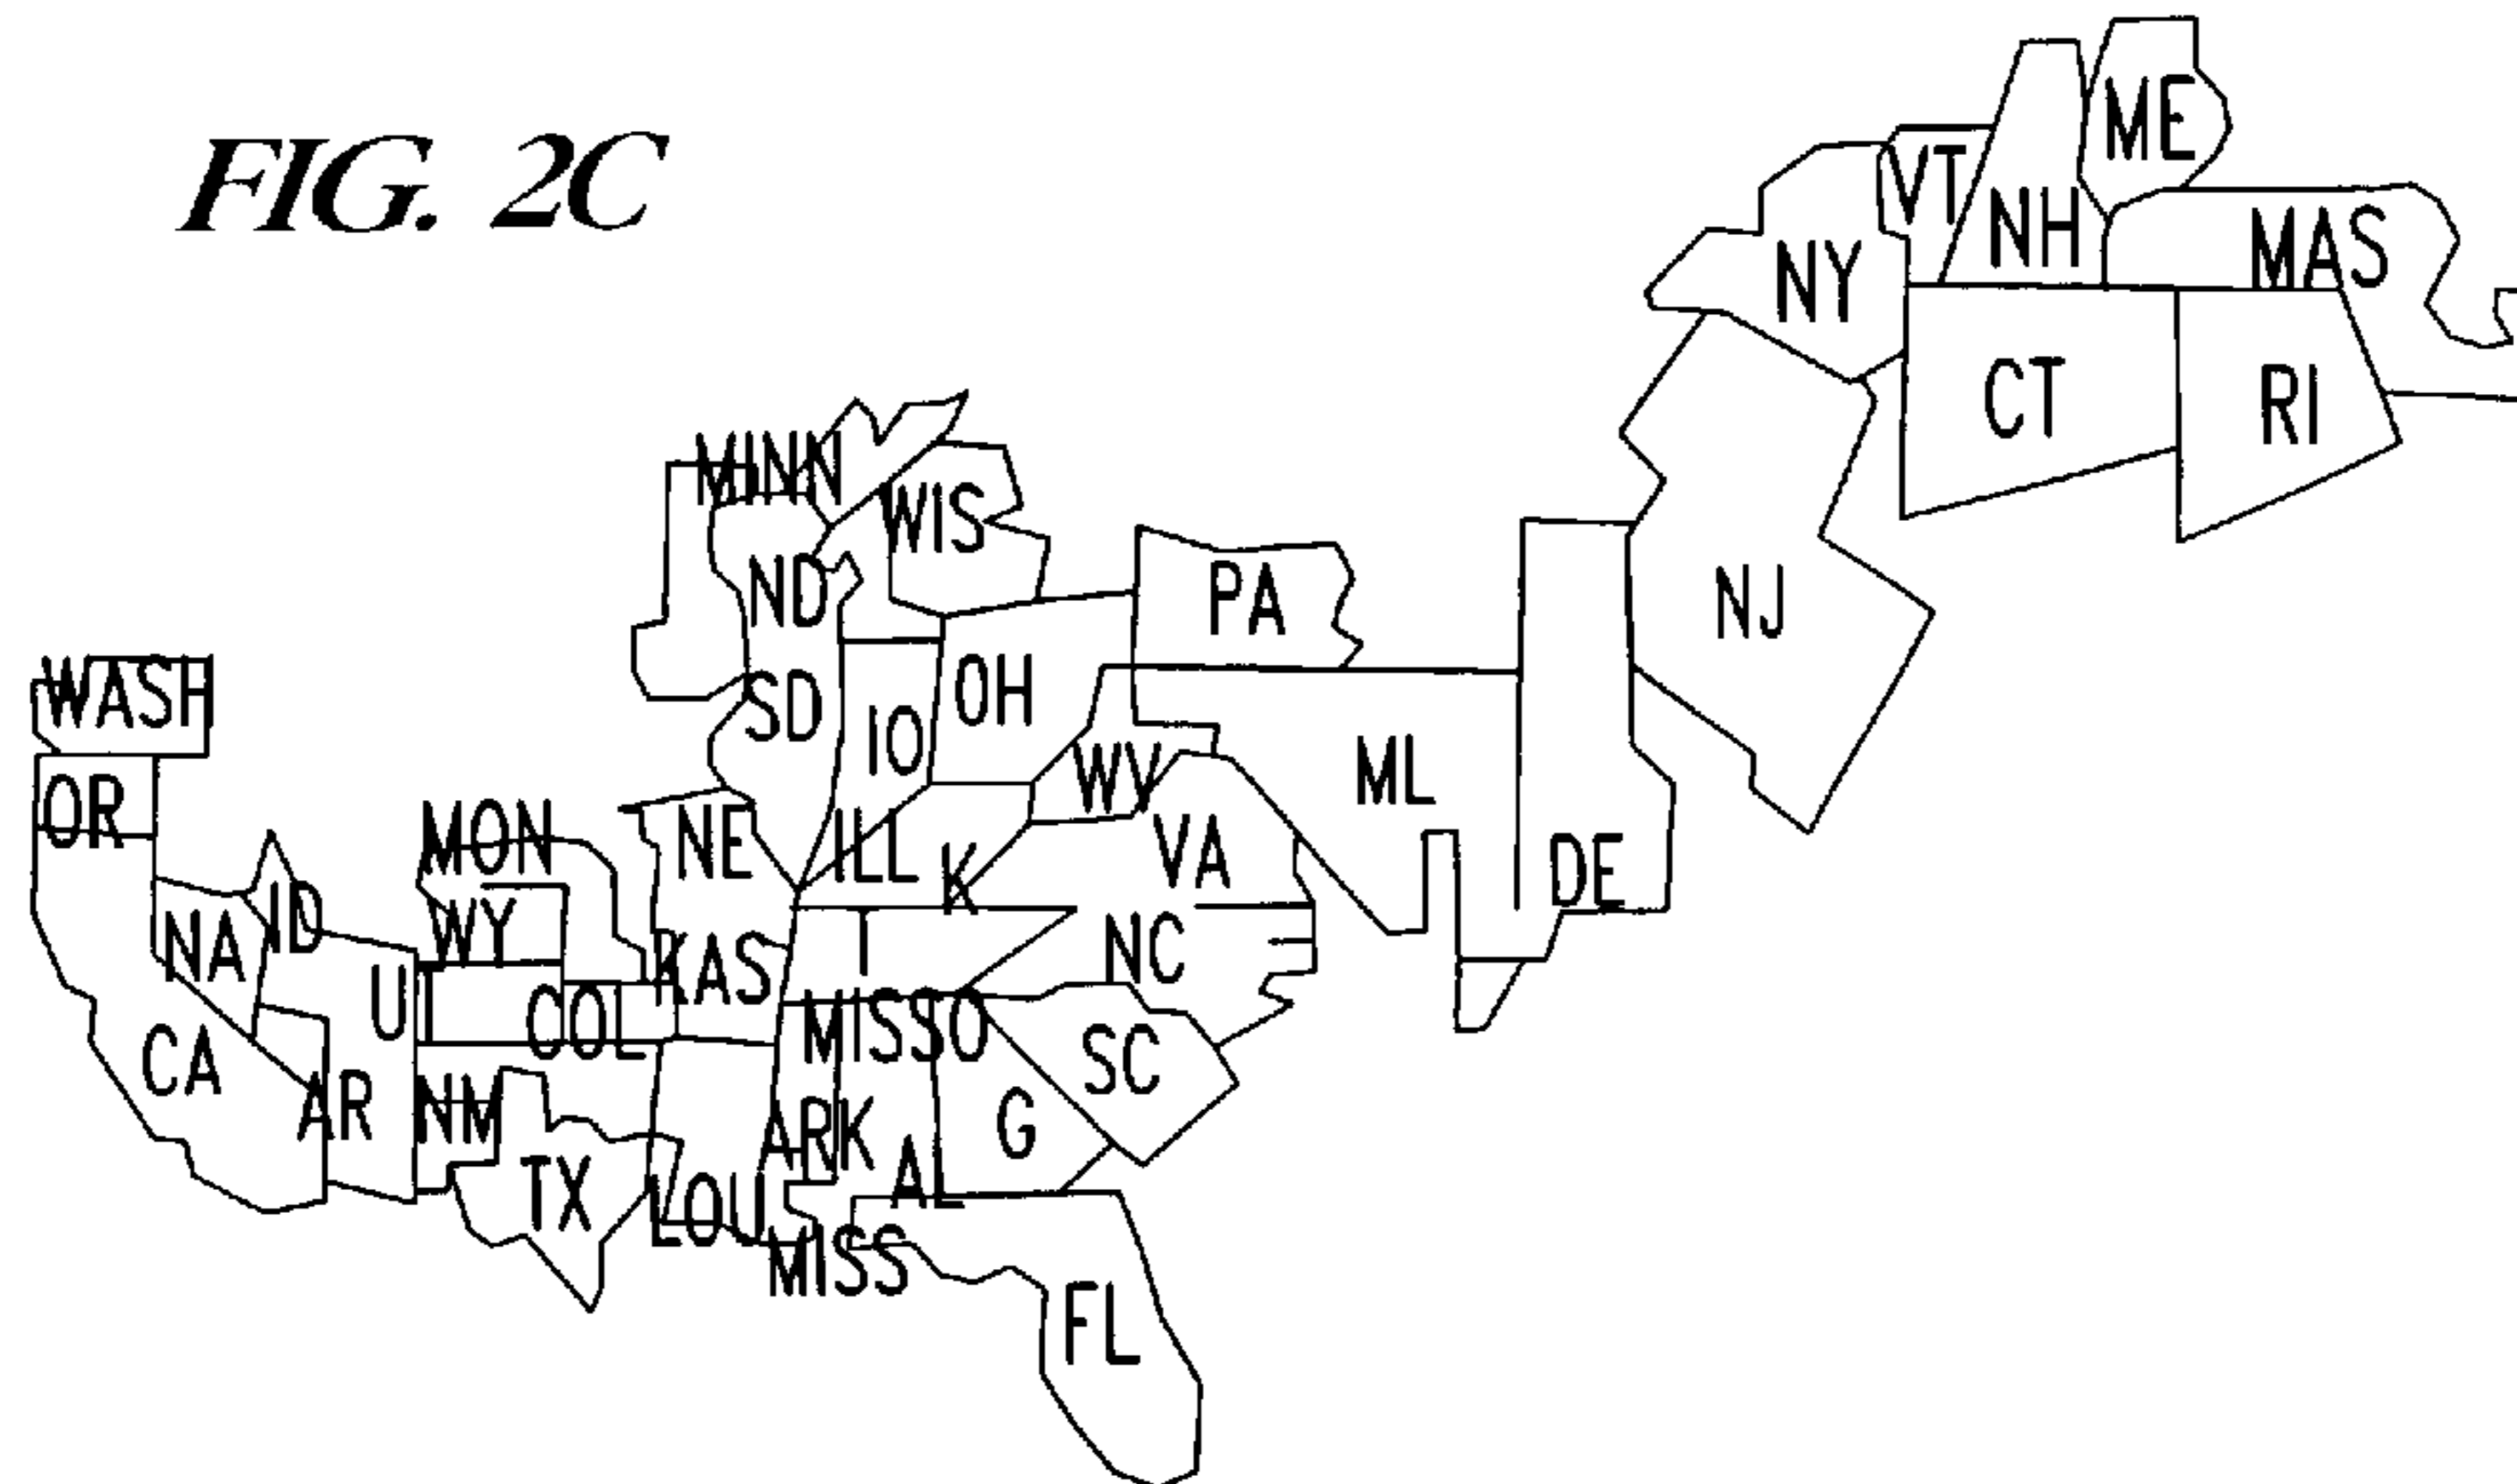 FIG. 2C
ME
VT
NH
MAS
NY
CT
RI
MINN
WIS
ND
PA
NJ
WASH
SD
IO
OH
OR
WV
ML
MON
NE
ILL
K
VA
DE
NA
ID
WY
KAS
T
NC
U
COL
MISSO
SC
CA
AR
NM
ARK
G
AL
TX
LOU
MISS
FL